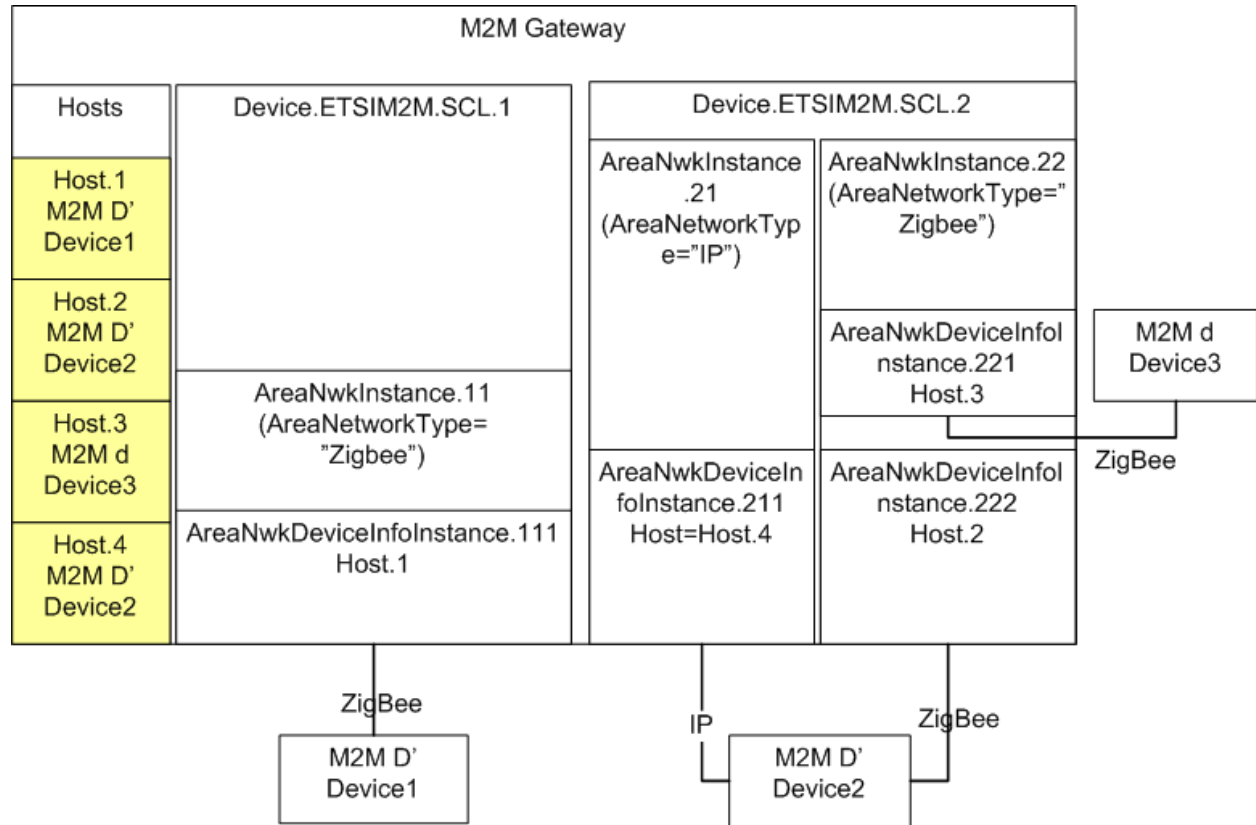 M2M Gateway
Hosts
Host.1
M2M D’
Device1
Host.2
M2M D’
Device2
Host.3
M2M d
Device3
Host.4
M2M D’
Device2
Device.ETSIM2M.SCL.1
AreaNwkInstance.11
(AreaNetworkType=
”Zigbee”)
AreaNwkDeviceInfoInstance.111
Host.1
Device.ETSIM2M.SCL.2
AreaNwkInstance
.21
(AreaNetworkTyp
e=”IP”)
AreaNwkDeviceIn
foInstance.211
Host=Host.4
AreaNwkInstance.22
(AreaNetworkType=”
Zigbee”)
AreaNwkDeviceInfoI
nstance.221
Host.3
AreaNwkDeviceInfoI
nstance.222
Host.2
M2M d
Device3
ZigBee
ZigBee
M2M D’
Device1
IP
ZigBee
M2M D’
Device2